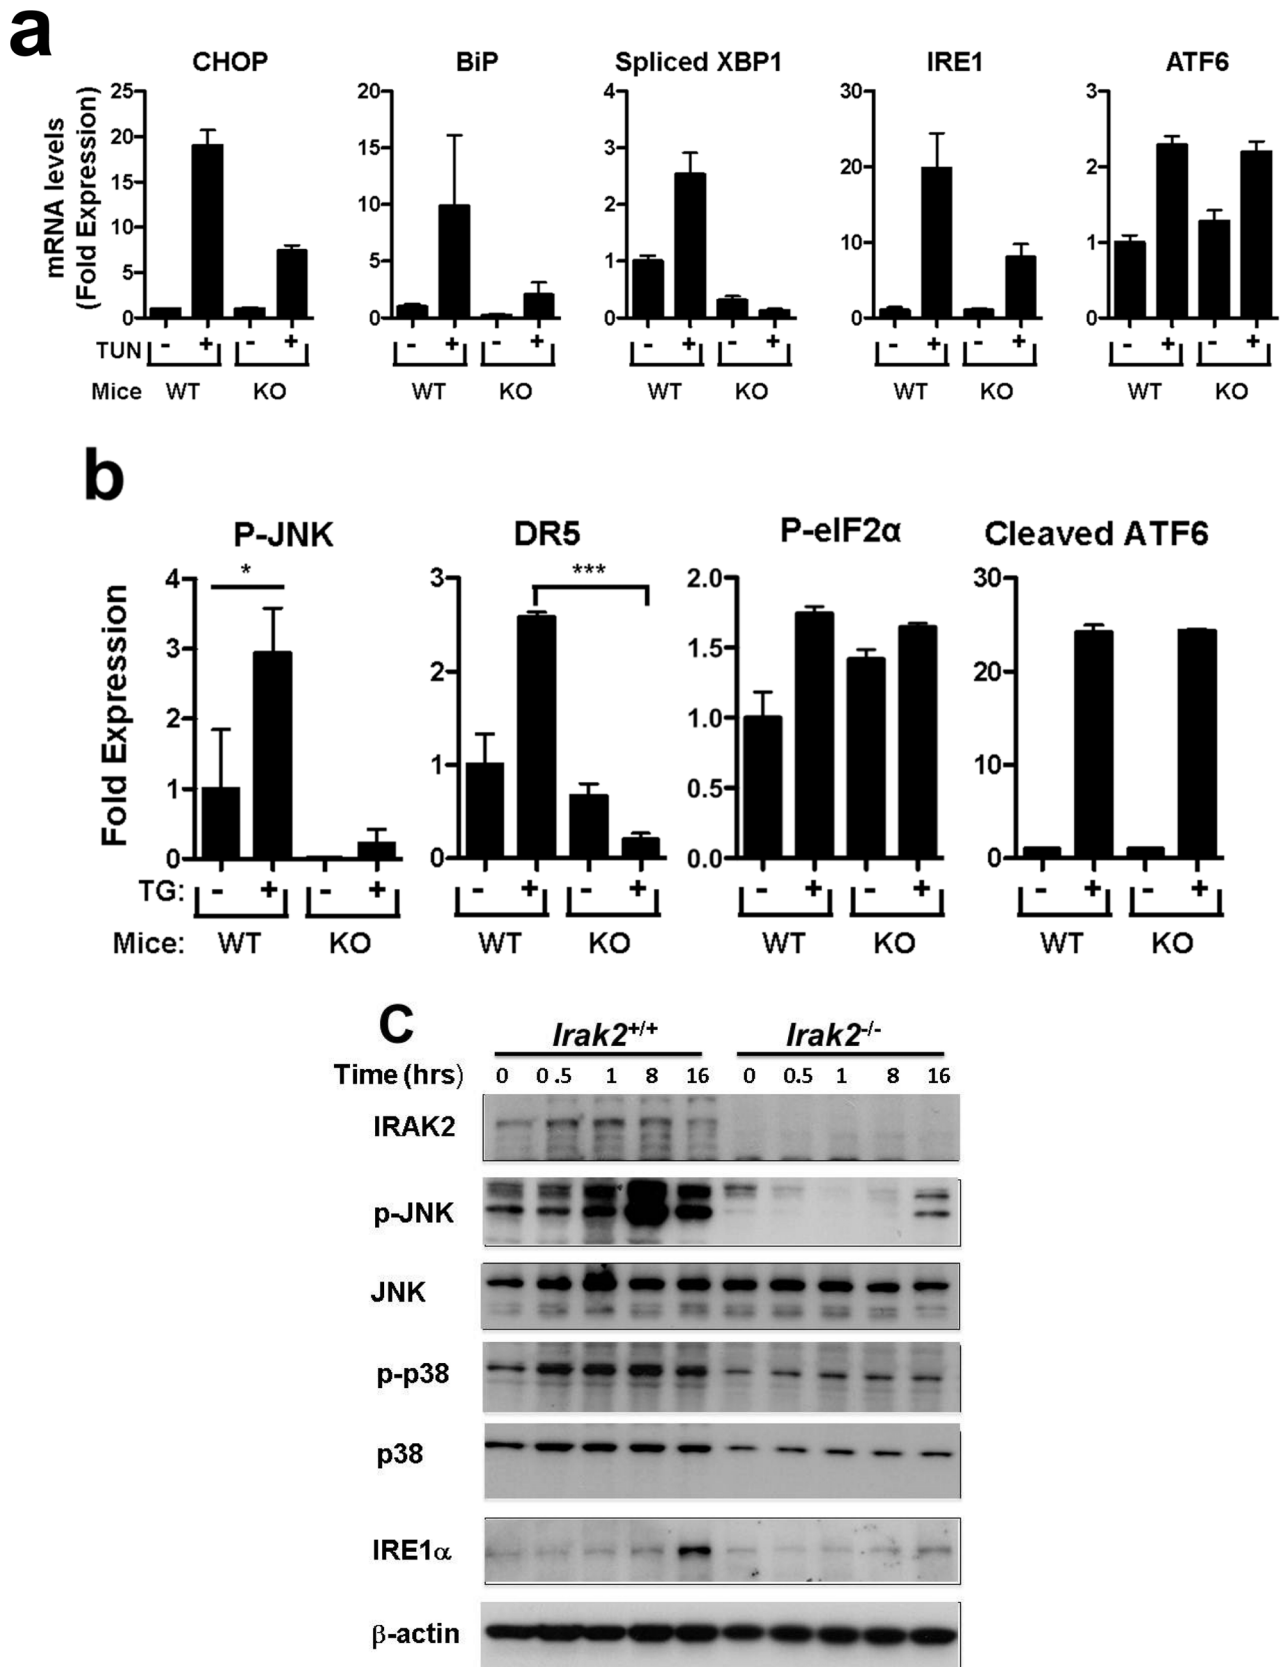 a
CHOP BiP Spliced XBP1 IRE1 ATF6
mRNA levels
(Fold Expression)
25 20 15 10 5 0
20 15 10 5 0
4 3 2 1 0
30 20 10 0
3 2 1 0
TUN - + - + - + - + - + - + - + - + - + - +
Mice WT KO WT KO WT KO WT KO WT KO
b
P-JNK DR5 P-eIF2α Cleaved ATF6
* ***
Fold Expression
4 3 2 1 0
3 2 1 0
2.0 1.5 1.0 0.5 0.0
30 20 10 0
TG: - + - + - + - + - + - + - + - +
Mice: WT KO WT KO WT KO WT KO
C
Irak2+/+ Irak2-/-
Time (hrs) 0 0.5 1 8 16 0 0.5 1 8 16
IRAK2
p-JNK
JNK
p-p38
p38
IRE1α
β-actin